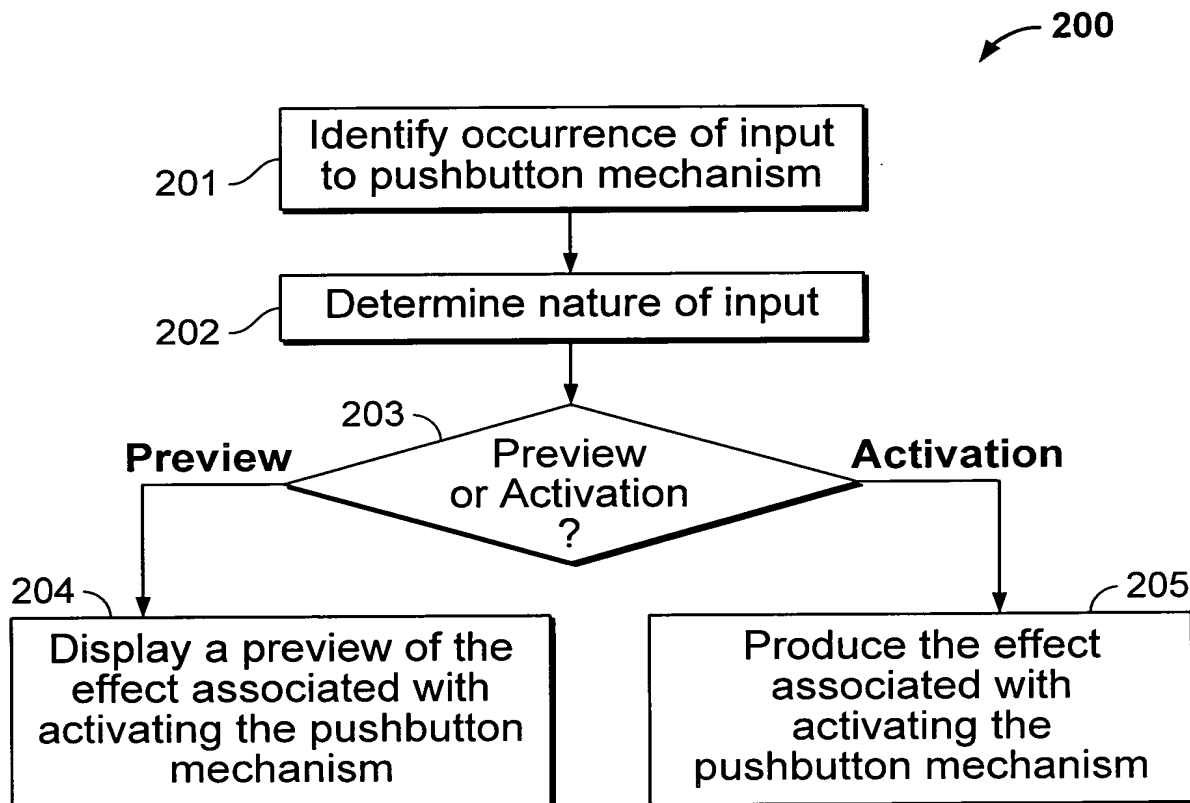 200
Identify occurrence of input
to pushbutton mechanism
201
Determine nature of input
202
203
Preview
Preview
or Activation
?
Activation
204
Display a preview of the
effect associated with
activating the pushbutton
mechanism
205
Produce the effect
associated with
activating the
pushbutton mechanism